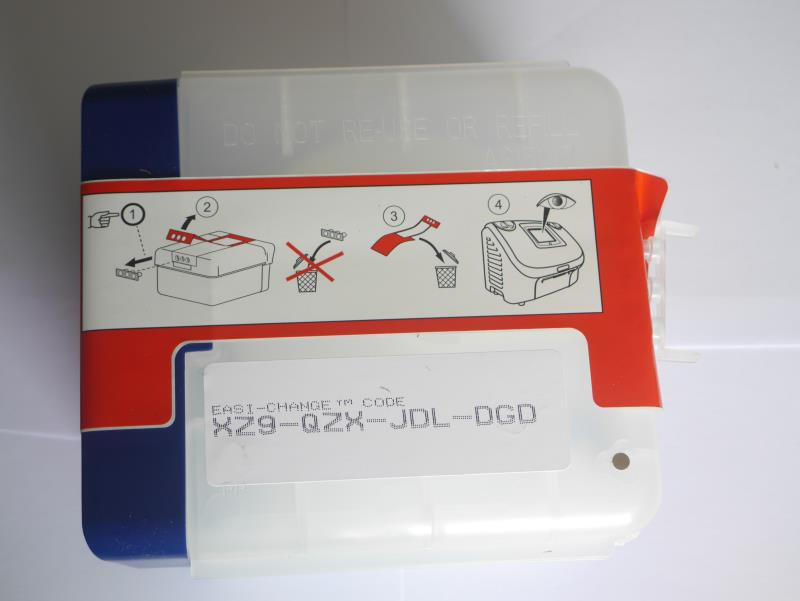 DO NOT RE-USE OR REFILL
1
2
3
4
EASI-CHANGE™ CODE
XZ9-QZX-JDL-DGD